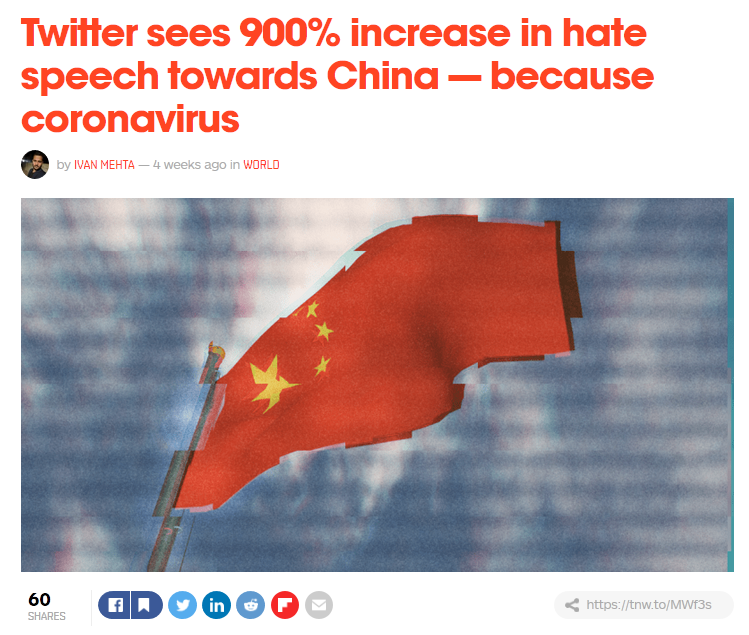 Twitter sees 900% increase in hate
speech towards China — because
coronavirus
by IVAN MEHTA — 4 weeks ago in WORLD
60
SHARES
https://tnw.to/MWf3s